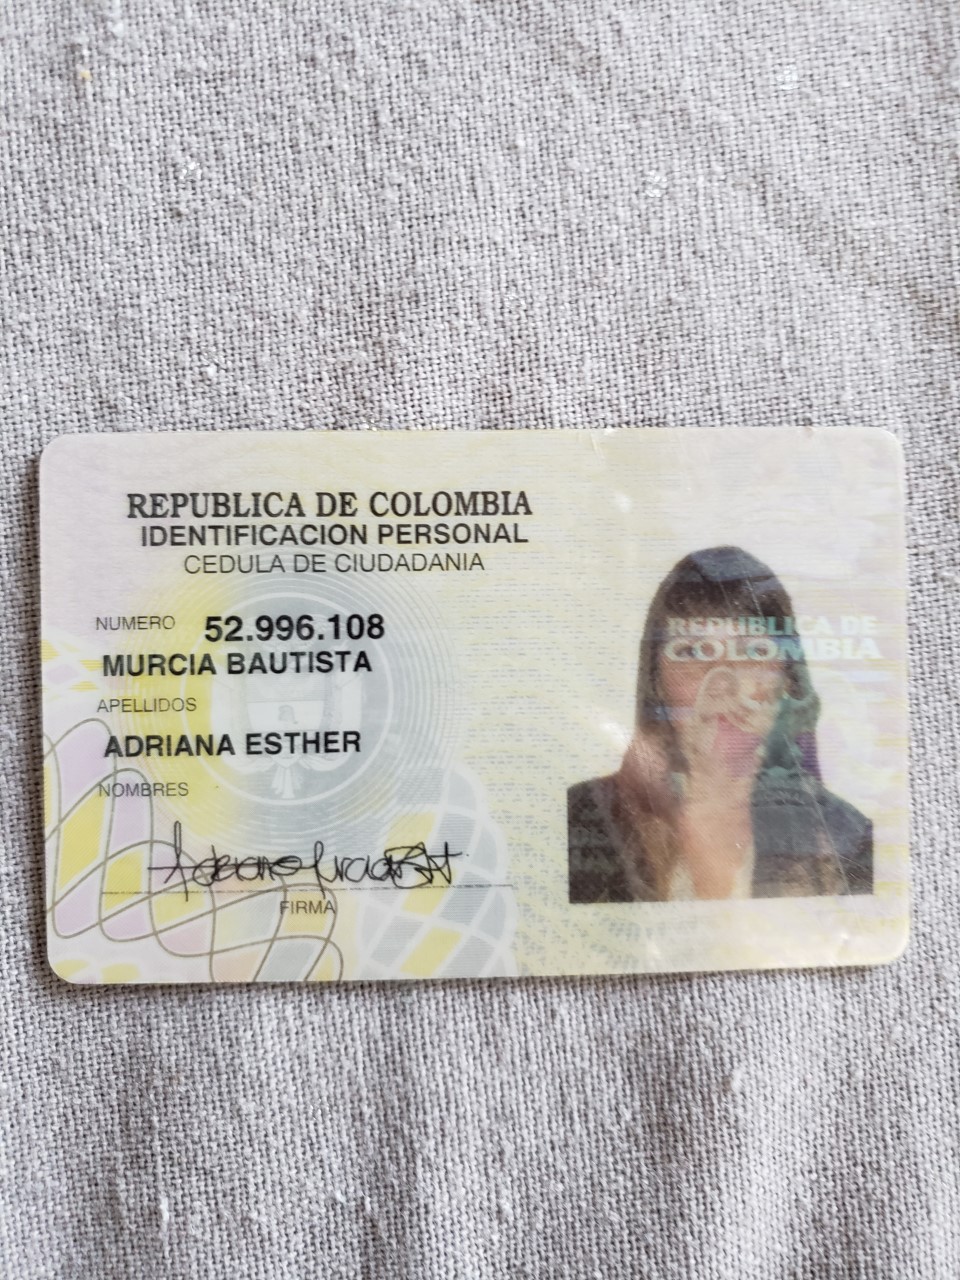 REPUBLICA DE COLOMBIA
IDENTIFICACION PERSONAL
CEDULA DE CIUDADANIA
NUMERO 52.996.108
MURCIA BAUTISTA
APELLIDOS
ADRIANA ESTHER
NOMBRES
FIRMA
REPUBLICA DE
COLOMBIA